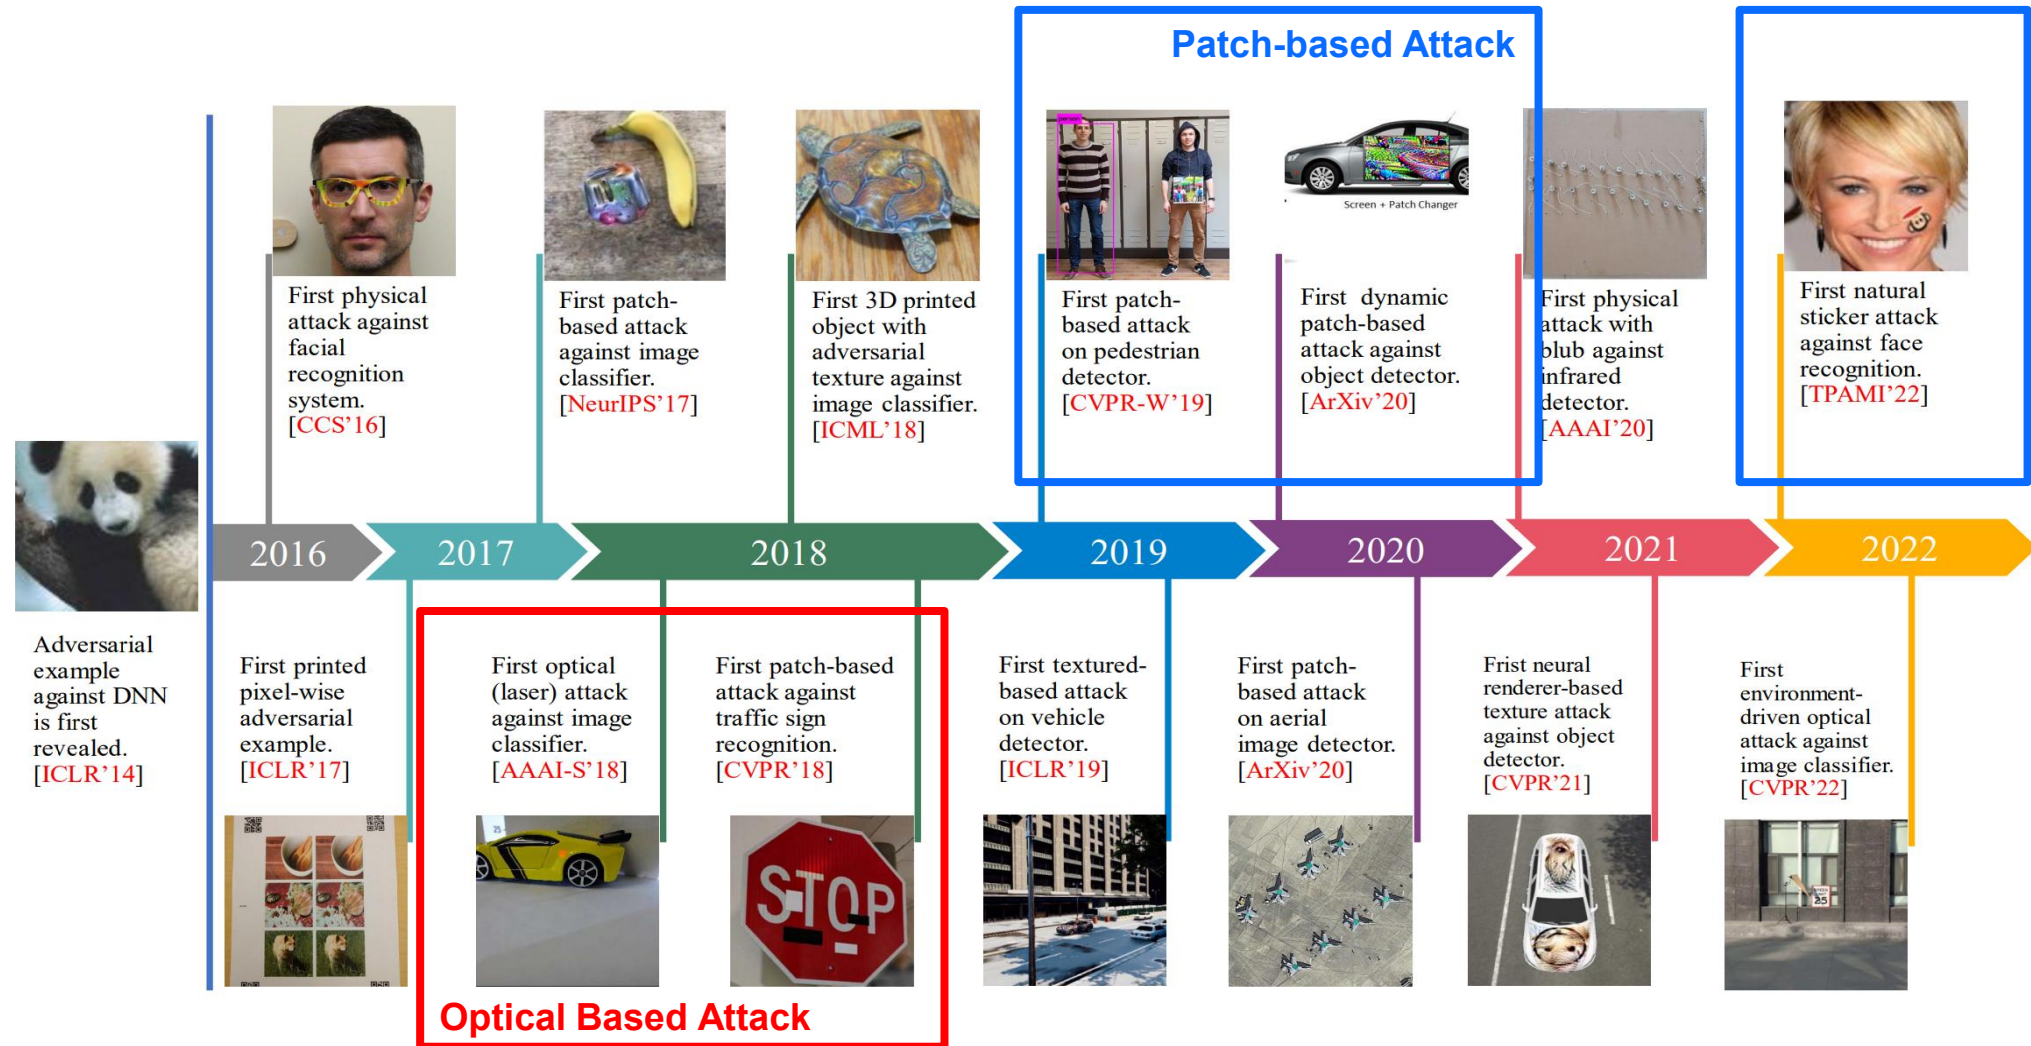 Patch-based Attack
person
Screen + Patch Changer
First physical
attack against
facial
recognition
system.
[CCS’16]
First patch-
based attack
against image
classifier.
[NeurIPS’17]
First 3D printed
object with
adversarial
texture against
image classifier.
[ICML’18]
First patch-
based attack
on pedestrian
detector.
[CVPR-W’19]
First dynamic
patch-based
attack against
object detector.
[ArXiv’20]
First physical
attack with
blub against
infrared
detector.
[AAAI’20]
First natural
sticker attack
against face
recognition.
[TPAMI’22]
2016
2017
2018
2019
2020
2021
2022
Adversarial
example
against DNN
is first
revealed.
[ICLR’14]
First printed
pixel-wise
adversarial
example.
[ICLR’17]
First optical
(laser) attack
against image
classifier.
[AAAI-S’18]
First patch-based
attack against
traffic sign
recognition.
[CVPR’18]
First textured-
based attack
on vehicle
detector.
[ICLR’19]
First patch-
based attack
on aerial
image detector.
[ArXiv’20]
Frist neural
renderer-based
texture attack
against object
detector.
[CVPR’21]
First
environment-
driven optical
attack against
image classifier.
[CVPR’22]
25
STOP
SPEED
25
Optical Based Attack